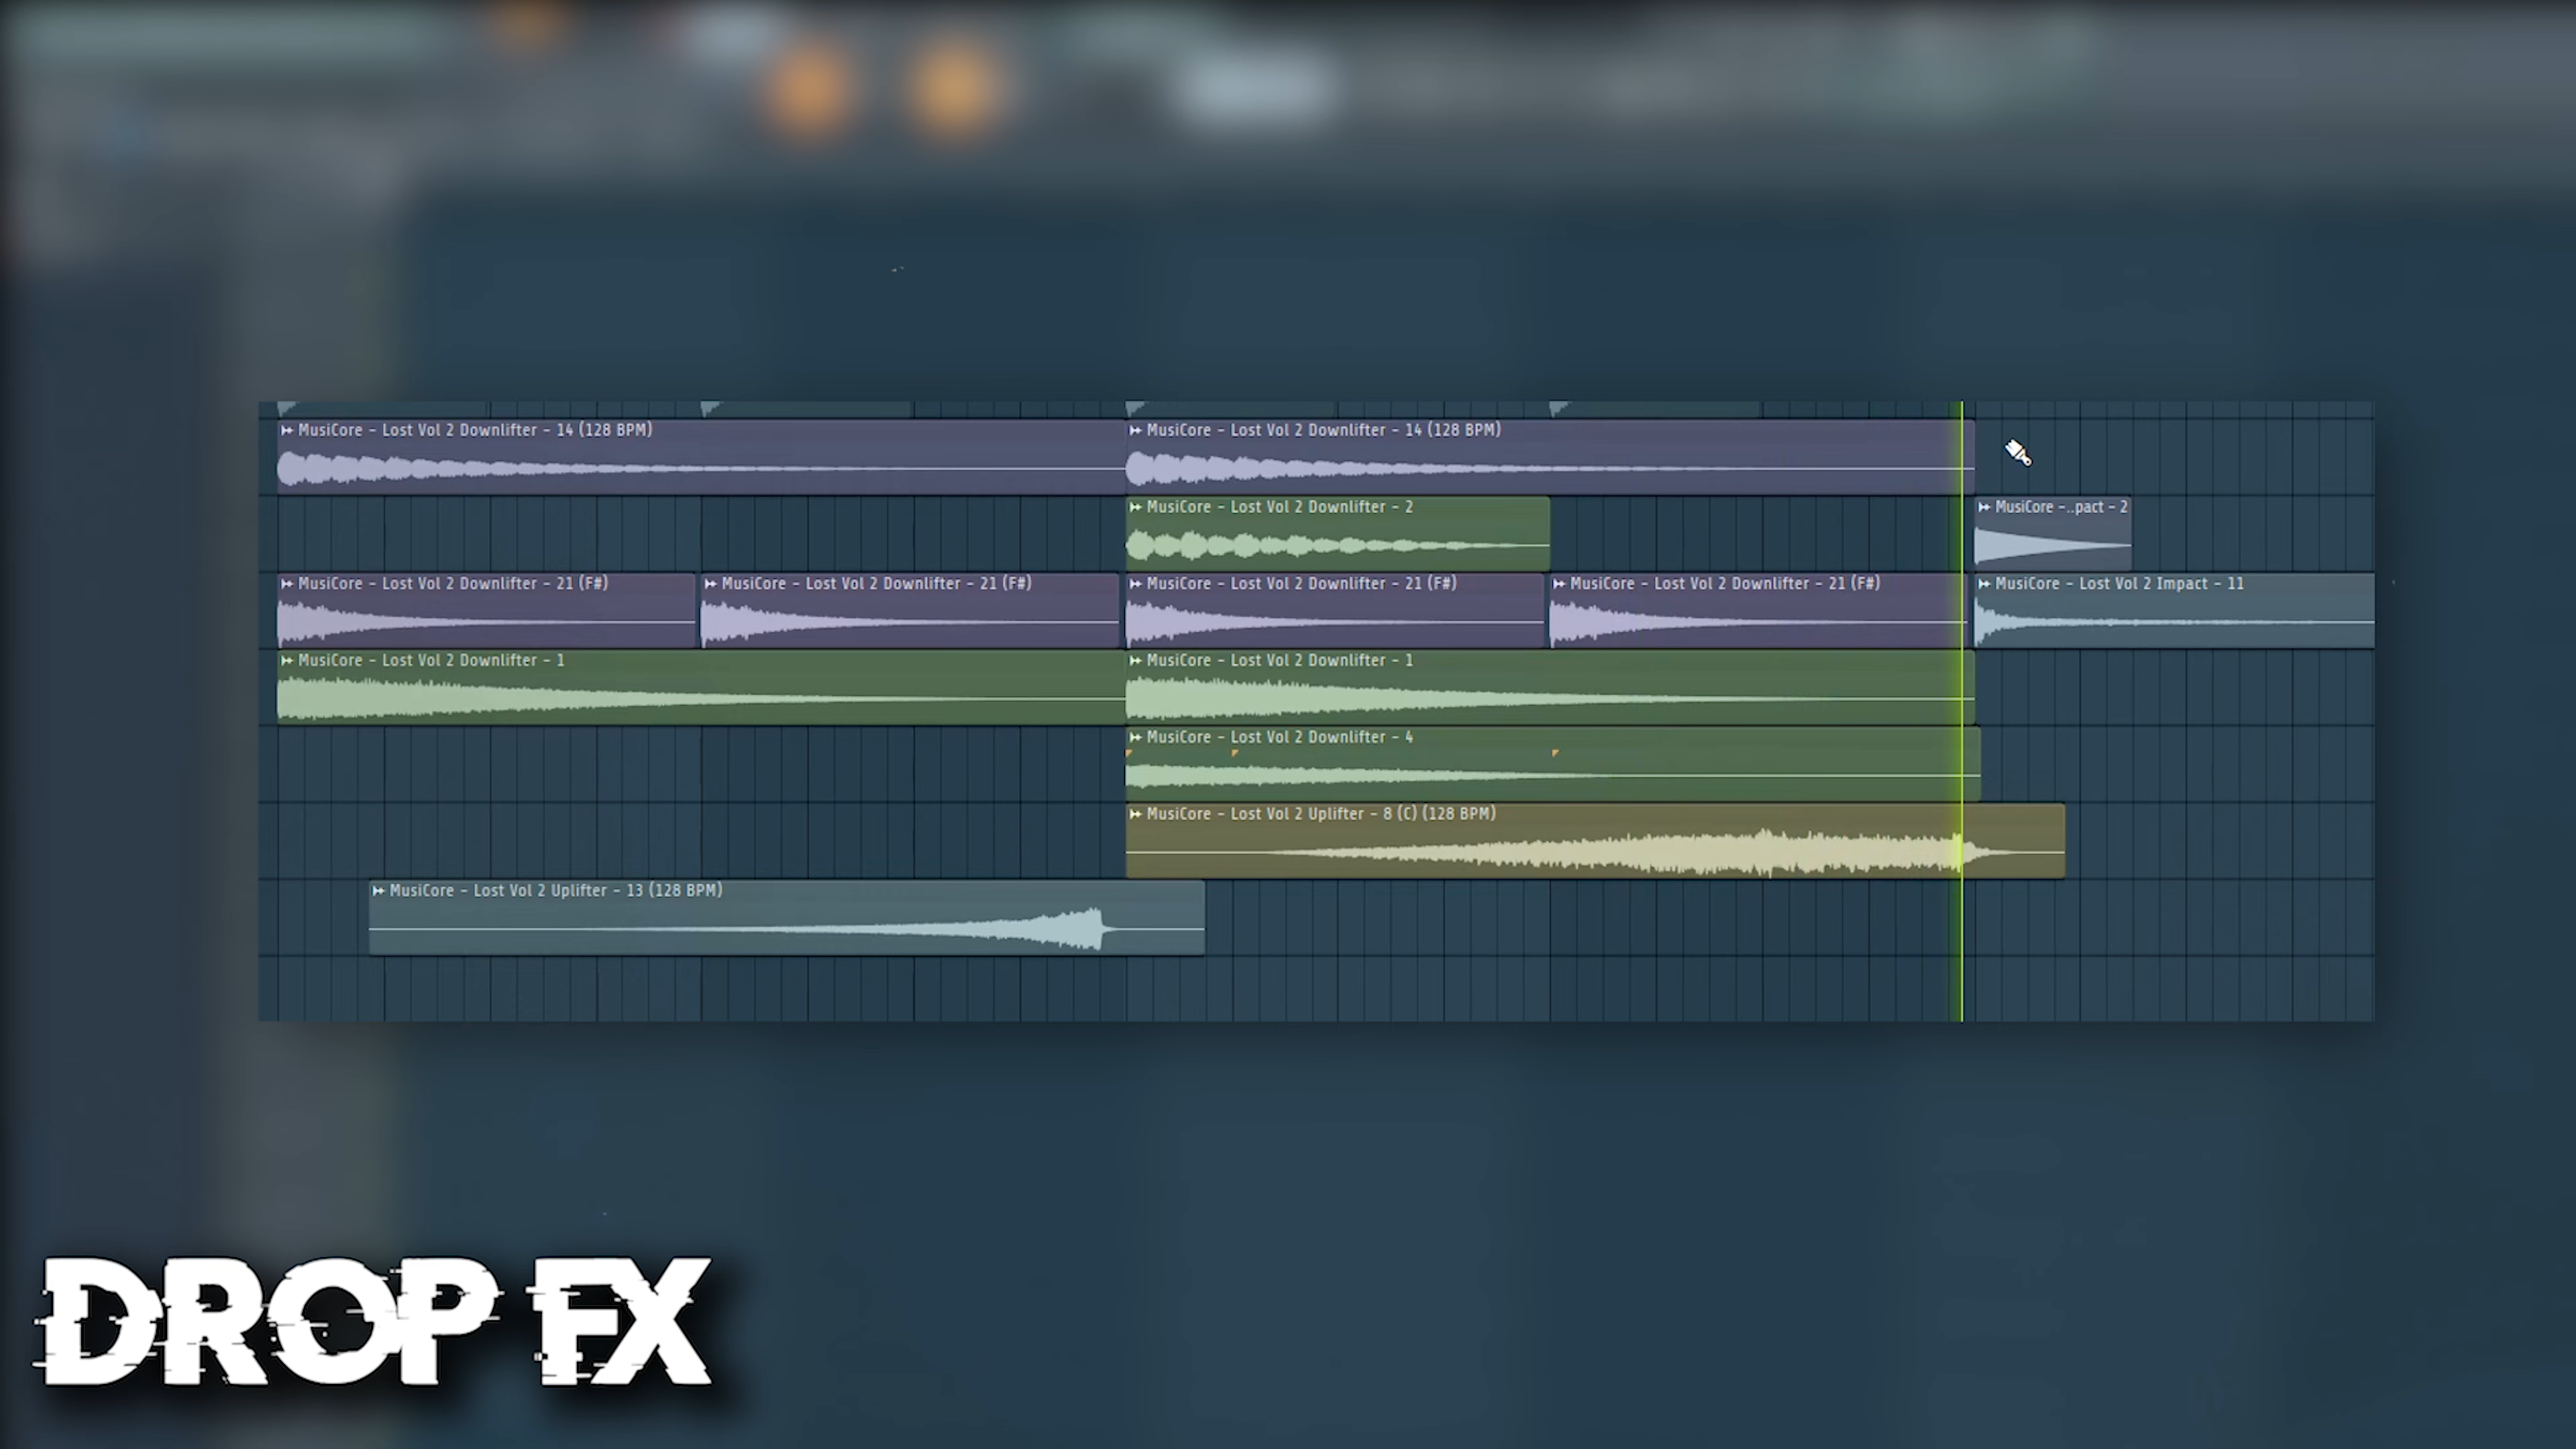 MusiCore - Lost Vol 2 Downlifter - 14 (128 BPM)
MusiCore - Lost Vol 2 Downlifter - 14 (128 BPM)
MusiCore - Lost Vol 2 Downlifter - 2
MusiCore -..pact - 2
MusiCore - Lost Vol 2 Downlifter - 21 (F#)
MusiCore - Lost Vol 2 Downlifter - 21 (F#)
MusiCore - Lost Vol 2 Downlifter - 21 (F#)
MusiCore - Lost Vol 2 Downlifter - 21 (F#)
MusiCore - Lost Vol 2 Impact - 11
MusiCore - Lost Vol 2 Downlifter - 1
MusiCore - Lost Vol 2 Downlifter - 1
MusiCore - Lost Vol 2 Downlifter - 4
MusiCore - Lost Vol 2 Uplifter - 8 (C) (128 BPM)
MusiCore - Lost Vol 2 Uplifter - 13 (128 BPM)
DROP FX